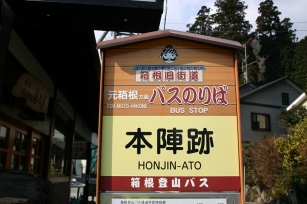 箱根旧街道
元箱根方面 バスのりば
FOR MOTO-HAKONE
BUS STOP
本陣跡
HONJIN-ATO
箱根登山バス